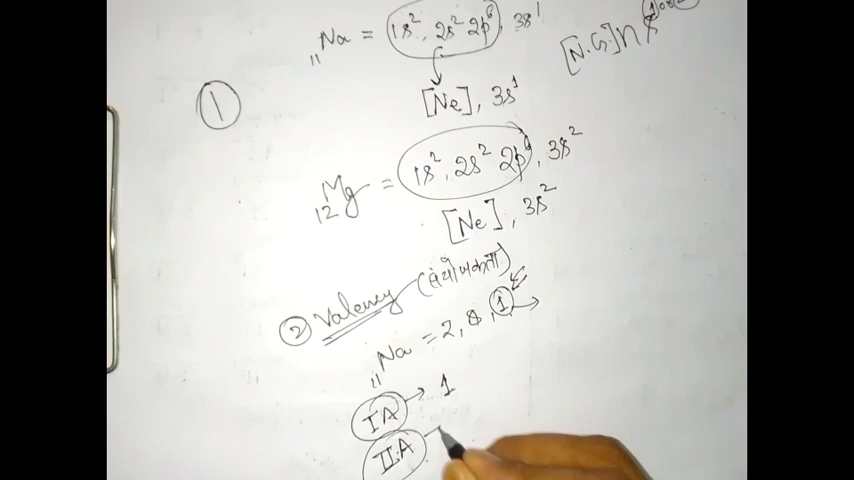 ₁₁Na = 1s², 2s² 2p⁶, 3s¹
[N.G.] ns
[Ne], 3s¹
①
₁₂Mg = 1s², 2s² 2p⁶, 3s²
[Ne], 3s²
② Valency (संयोजकता)
₁₁Na = 2, 8, 1
IA → 1
IIA